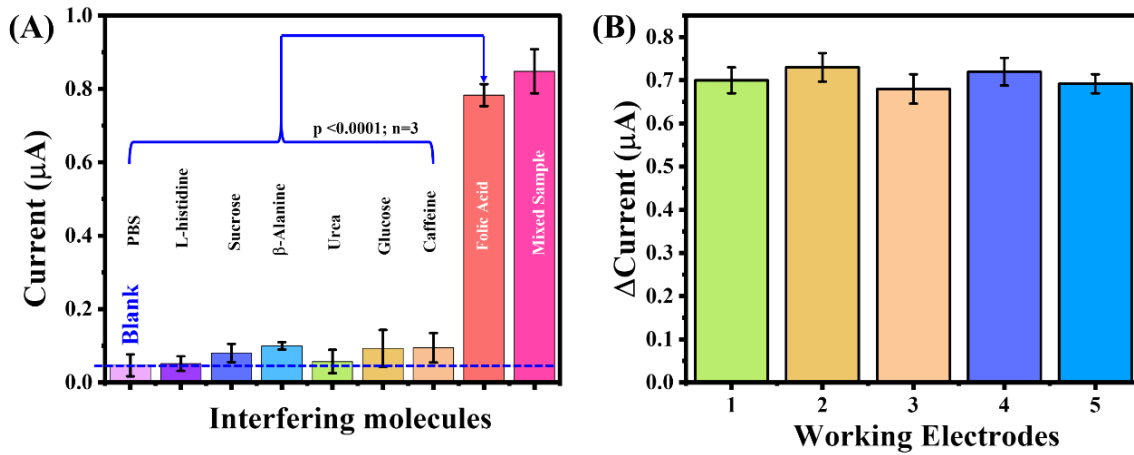 (A)
Current (μA)
1.0
0.8
0.6
0.4
0.2
0.0
p <0.0001; n=3
Blank
PBS
L-histidine
Sucrose
β-Alanine
Urea
Glucose
Caffeine
Folic Acid
Mixed Sample
Interfering molecules
(B)
ΔCurrent (μA)
0.8
0.7
0.6
0.5
0.4
0.3
0.2
0.1
0.0
1 2 3 4 5
Working Electrodes